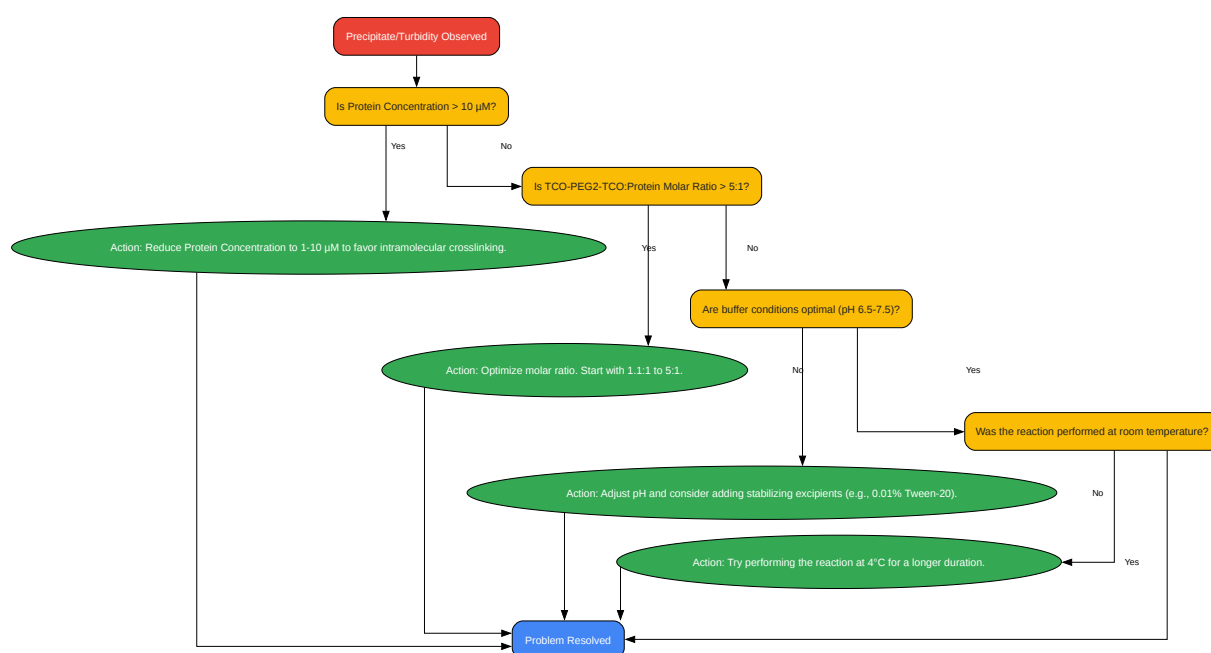 Precipitate/Turbidity Observed
Is Protein Concentration > 10 µM?
Yes
No
Is TCO-PEG2-TCO:Protein Molar Ratio > 5:1?
Action: Reduce Protein Concentration to 1-10 µM to favor intramolecular crosslinking.
Yes
No
Are buffer conditions optimal (pH 6.5-7.5)?
Action: Optimize molar ratio. Start with 1.1:1 to 5:1.
No
Yes
Was the reaction performed at room temperature?
Action: Adjust pH and consider adding stabilizing excipients (e.g., 0.01% Tween-20).
No
Action: Try performing the reaction at 4°C for a longer duration.
Yes
Problem Resolved